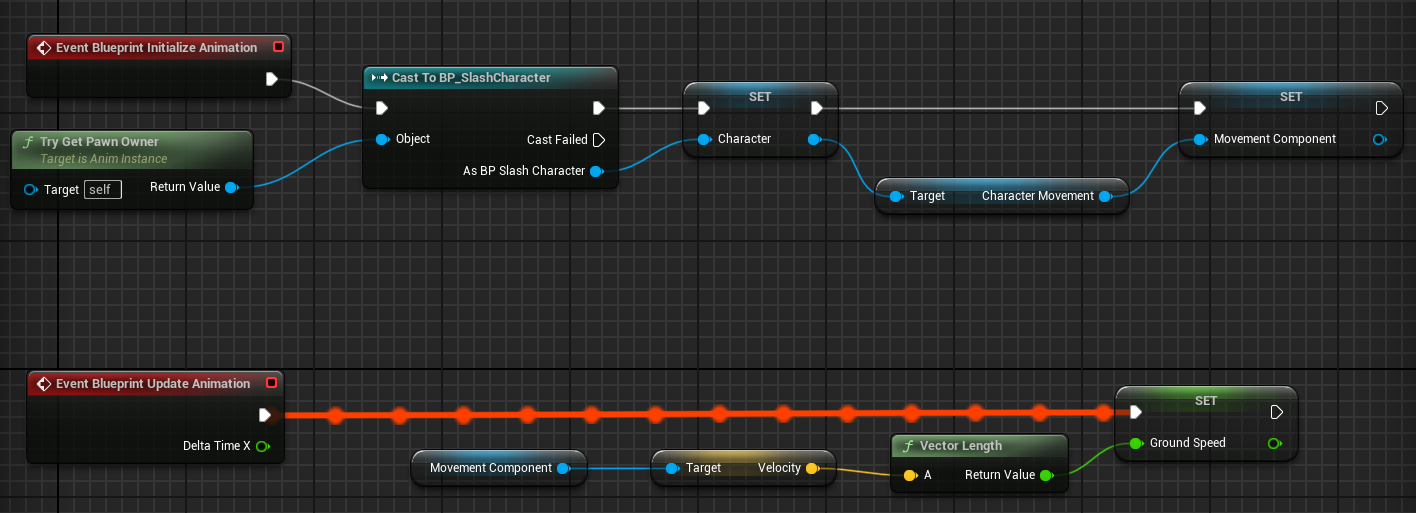 Event Blueprint Initialize Animation
Cast To BP_SlashCharacter
SET
SET
Object
Cast Failed
Character
Movement Component
As BP Slash Character
f Try Get Pawn Owner
Target is Anim Instance
Target self Return Value
Target Character Movement
Event Blueprint Update Animation
Delta Time X
SET
Ground Speed
f Vector Length
Movement Component
Target Velocity
A Return Value